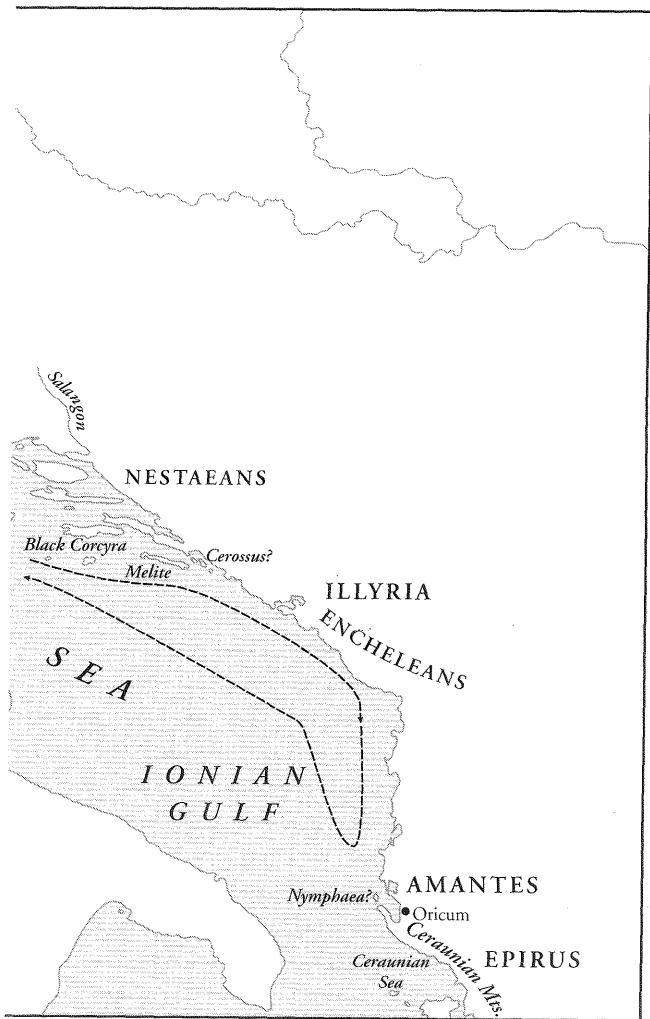 Salangon
NESTAEANS
Black Corcyra
Cerossus?
Melite
ILLYRIA
ENCHELEANS
SEA
IONIAN
GULF
Nymphaea?
AMANTES
Oricum
Ceraunian Mts.
Ceraunian
Sea
EPIRUS